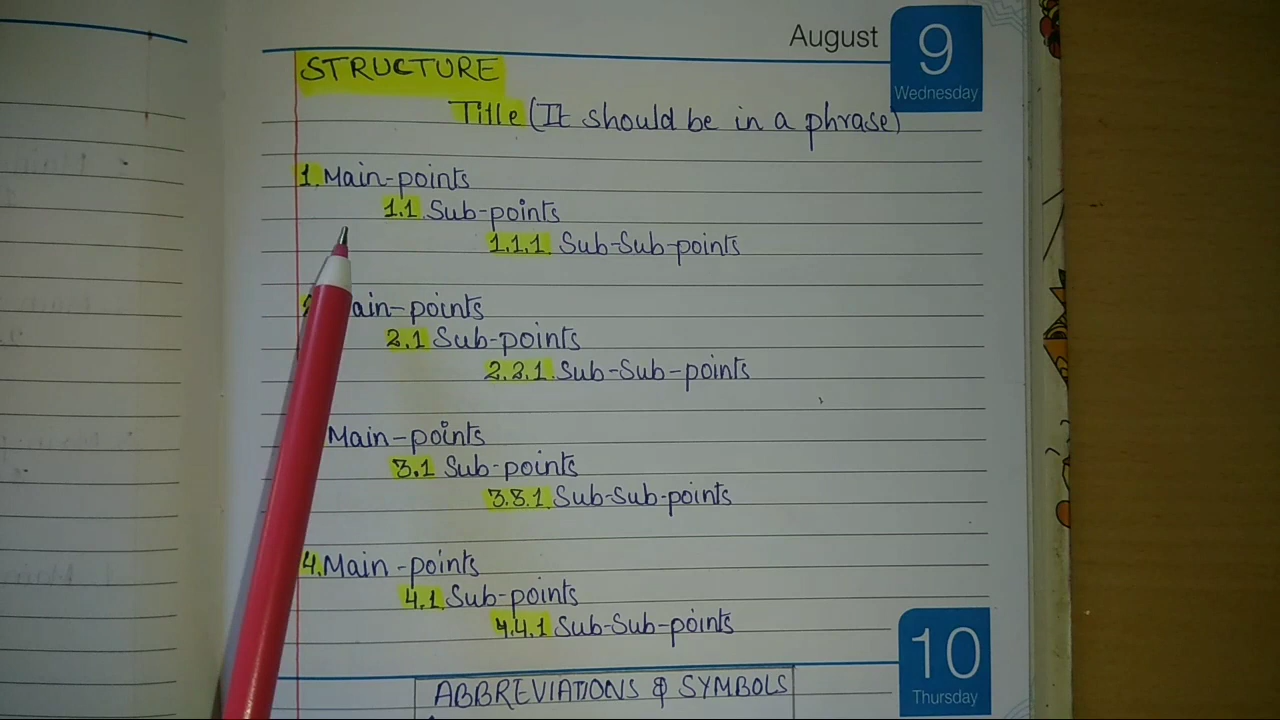 August 9
Wednesday
STRUCTURE
Title (It should be in a phrase)
1. Main-points
1.1 Sub-points
1.1.1. Sub-Sub-points
ain-points
2.1 Sub-points
2.2.1. Sub-Sub-points
Main-points
3.1 Sub-points
3.3.1. Sub-Sub-points
4. Main-points
4.1 Sub-points
4.4.1 Sub-Sub-points
10
Thursday
ABBREVIATIONS & SYMBOLS